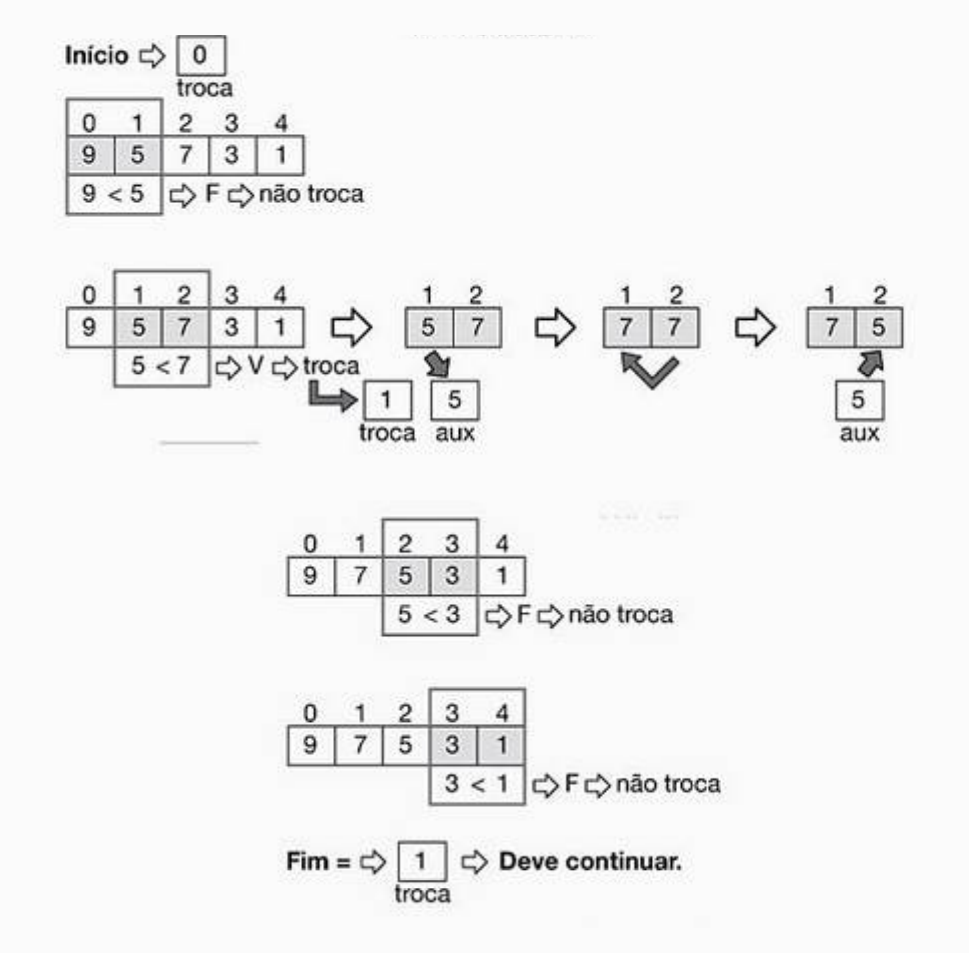 Início ⇨ 0
troca
0 1 2 3 4
9 5 7 3 1
9 < 5 ⇨ F ⇨ não troca
0 1 2 3 4 1 2 1 2 1 2
9 5 7 3 1 ⇨ 5 7 ⇨ 7 7 ⇨ 7 5
5 < 7 ⇨ V ⇨ troca
1 5 5
troca aux aux
0 1 2 3 4
9 7 5 3 1
5 < 3 ⇨ F ⇨ não troca
0 1 2 3 4
9 7 5 3 1
3 < 1 ⇨ F ⇨ não troca
Fim = ⇨ 1 ⇨ Deve continuar.
troca